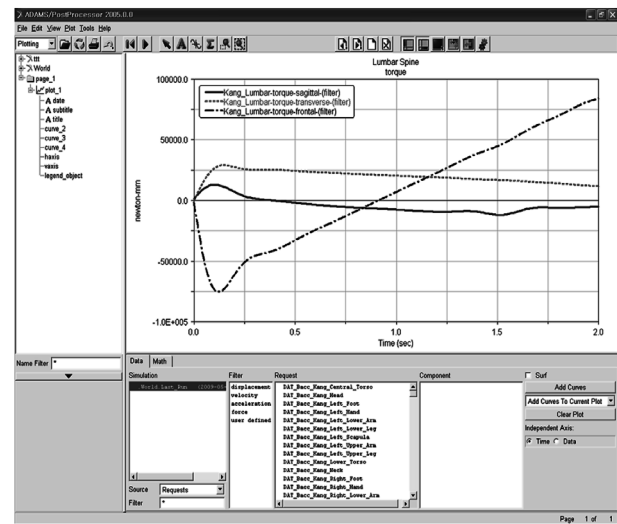 ADAMS/PostProcessor 2005.0.0
File Edit View Plot Tools Help
Plotting
ttt
World
page_1
plot_1
date
subtitle
title
curve_2
curve_3
curve_4
haxis
vaxis
legend_object
Lumbar Spine
torque
Kang_Lumbar-torque-sagittal-(filter)
Kang_Lumbar-torque-transverse-(filter)
Kang_Lumbar-torque-frontal-(filter)
100000.0
50000.0
0.0
-50000.0
-1.0E+005
newton-mm
0.0 0.5 1.0 1.5 2.0
Time (sec)
Name Filter *
Data Math
Simulation Filter Request Component Surf
World.Last_Run (2009-08
displacement
velocity
acceleration
force
user defined
DAT_Bacc_Kang_Central_Torso
DAT_Bacc_Kang_Head
DAT_Bacc_Kang_Left_Foot
DAT_Bacc_Kang_Left_Hand
DAT_Bacc_Kang_Left_Lower_Arm
DAT_Bacc_Kang_Left_Lower_Leg
DAT_Bacc_Kang_Left_Scapula
DAT_Bacc_Kang_Left_Upper_Arm
DAT_Bacc_Kang_Left_Upper_Leg
DAT_Bacc_Kang_Lower_Torso
DAT_Bacc_Kang_Neck
DAT_Bacc_Kang_Right_Foot
DAT_Bacc_Kang_Right_Hand
DAT_Bacc_Kang_Right_Lower_Arm
Add Curves
Add Curves To Current Plot
Clear Plot
Independent Axis:
Time Data
Source Requests
Filter *
Page 1 of 1